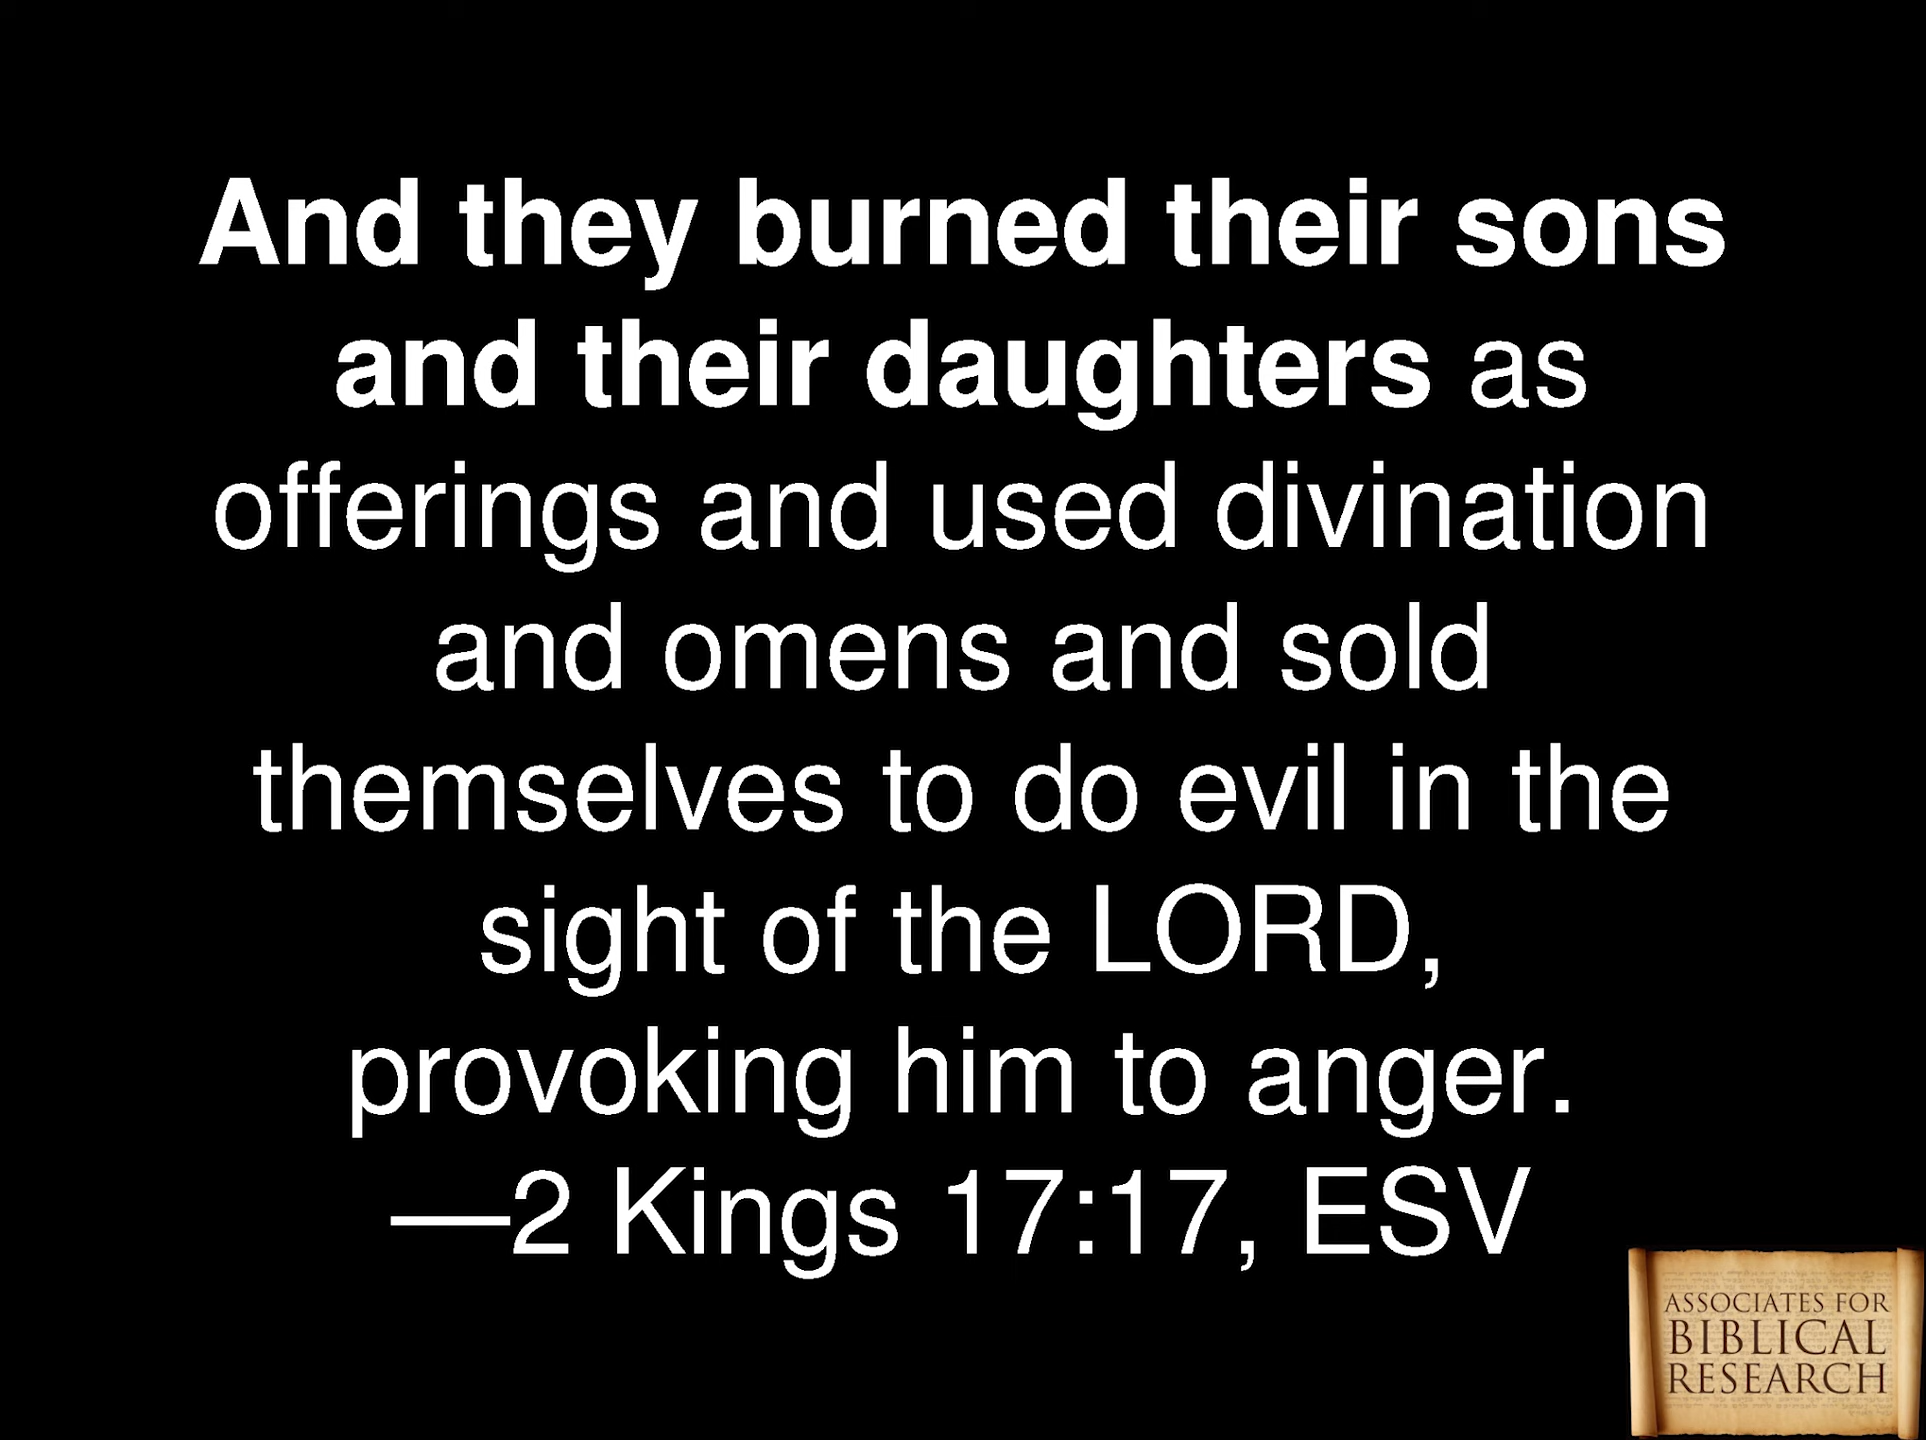 And they burned their sons
and their daughters as
offerings and used divination
and omens and sold
themselves to do evil in the
sight of the LORD,
provoking him to anger.
—2 Kings 17:17, ESV
ASSOCIATES FOR
BIBLICAL
RESEARCH